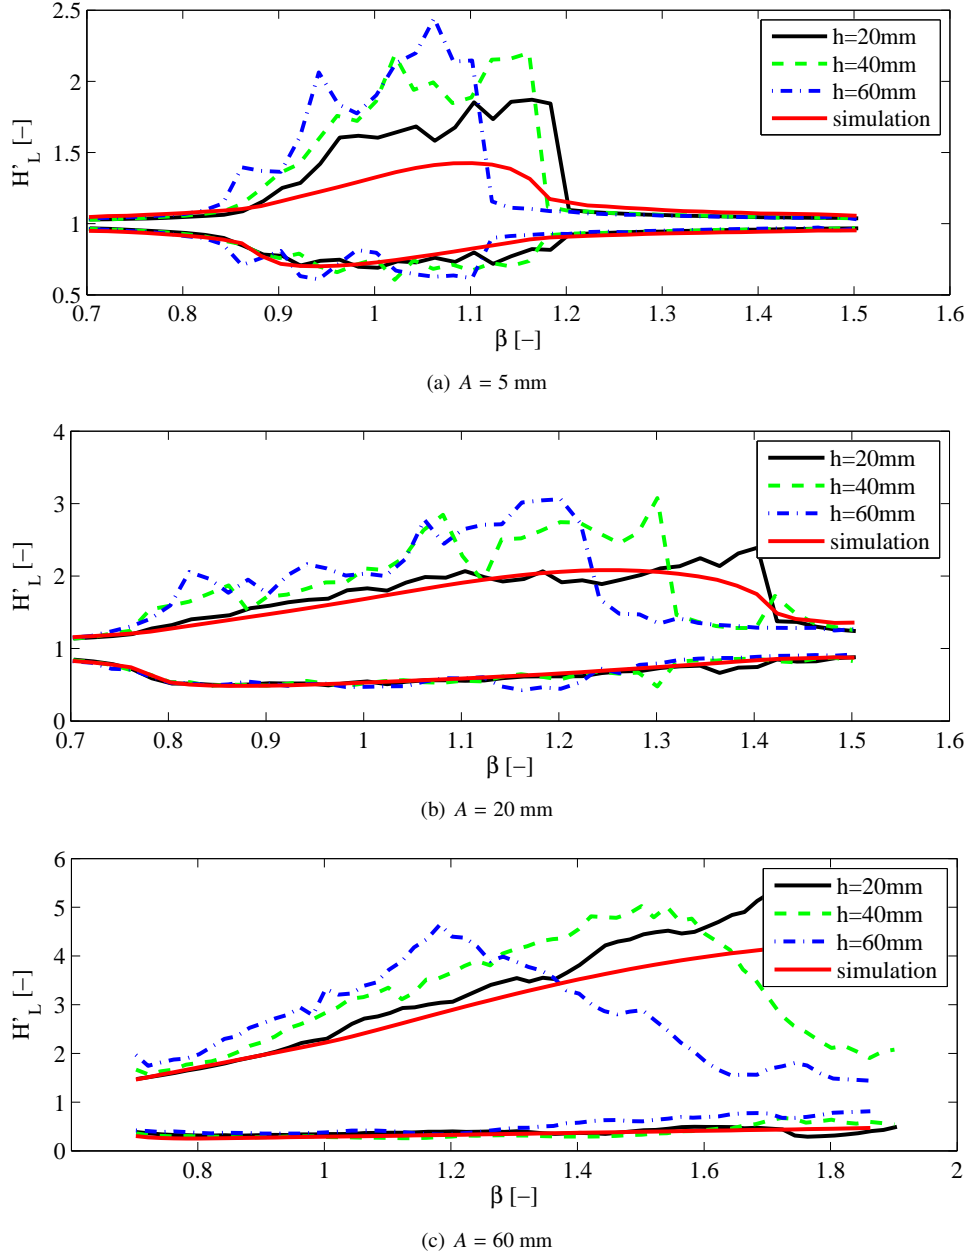 2.5
2
1.5
1
0.5
H'L [–]
h=20mm
h=40mm
h=60mm
simulation
0.7 0.8 0.9 1 1.1 1.2 1.3 1.4 1.5 1.6
β [–]
(a) A = 5 mm
4
3
2
1
0
H'L [–]
h=20mm
h=40mm
h=60mm
simulation
0.7 0.8 0.9 1 1.1 1.2 1.3 1.4 1.5 1.6
β [–]
(b) A = 20 mm
6
5
4
3
2
1
0
H'L [–]
h=20mm
h=40mm
h=60mm
simulation
0.8 1 1.2 1.4 1.6 1.8 2
β [–]
(c) A = 60 mm